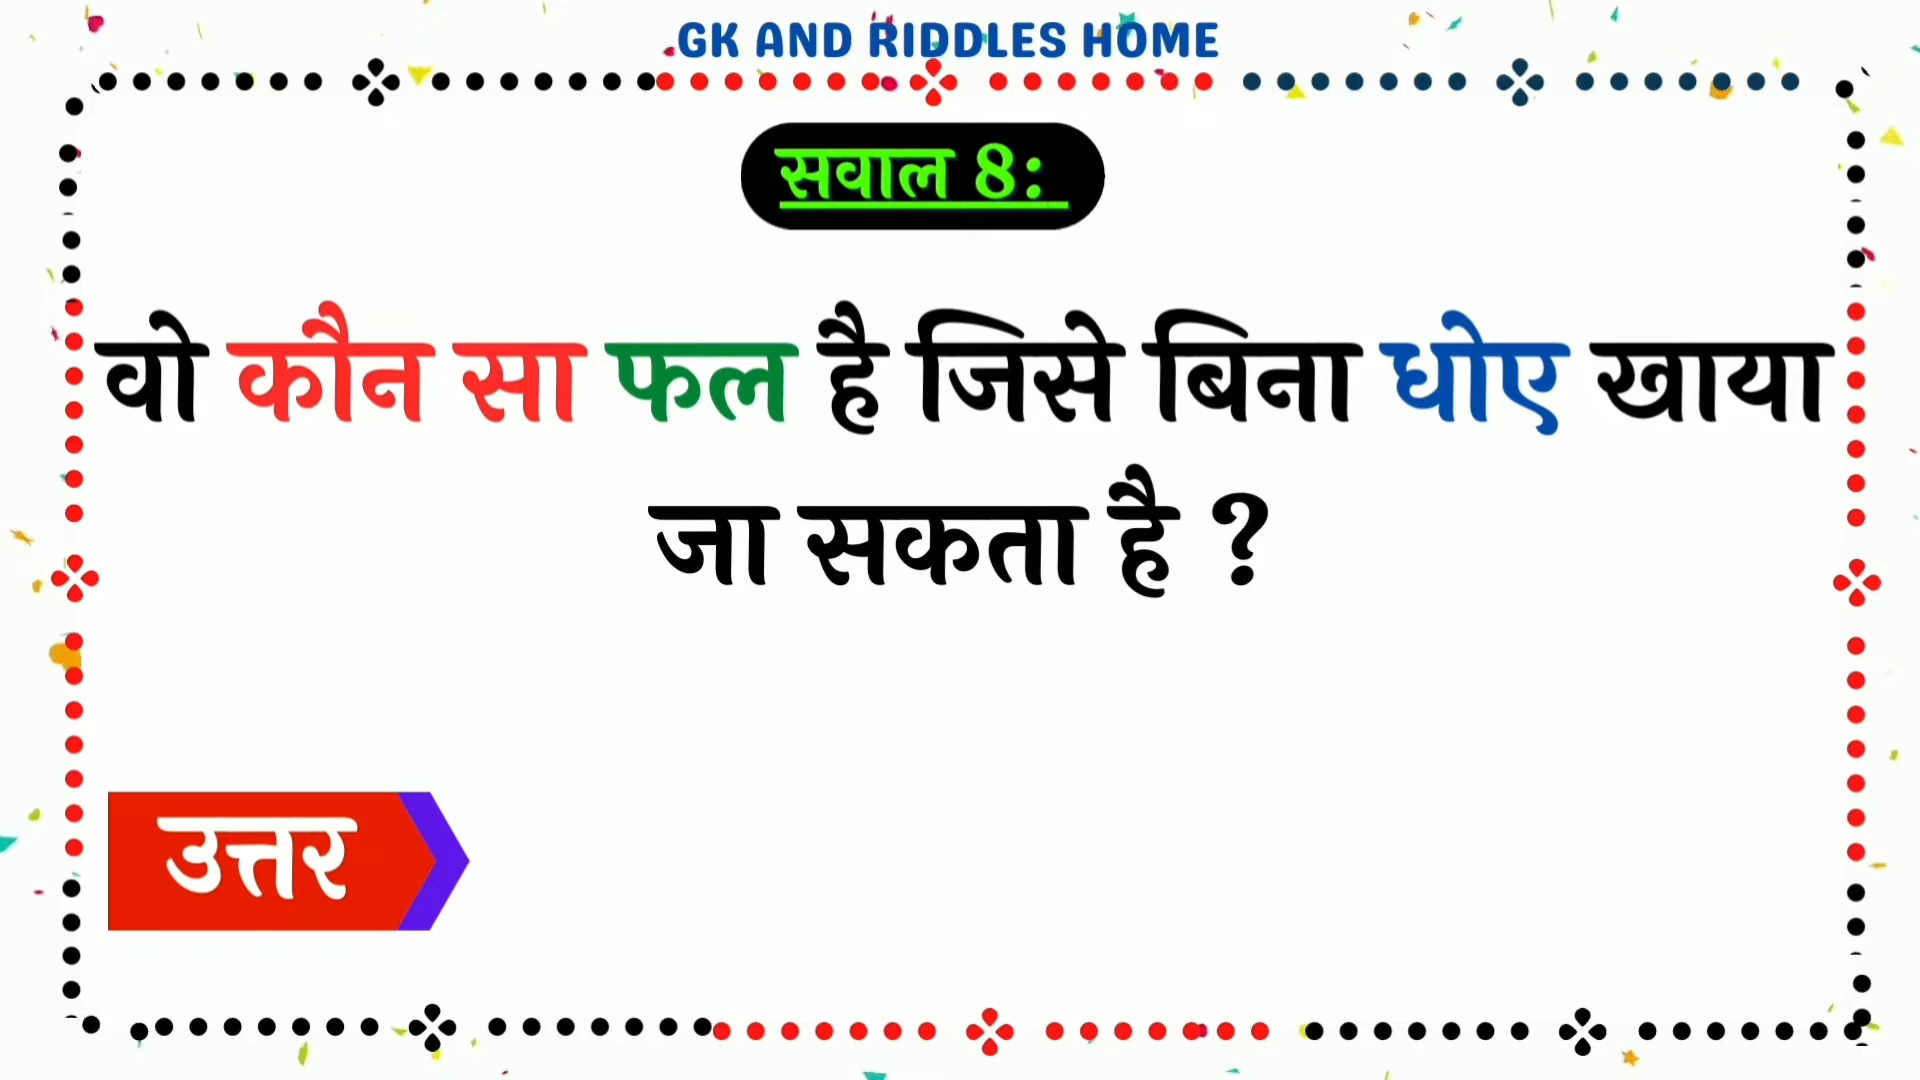 GK AND RIDDLES HOME
सवाल 8:
वो कौन सा फल है जिसे बिना धोए खाया
जा सकता है ?
उत्तर